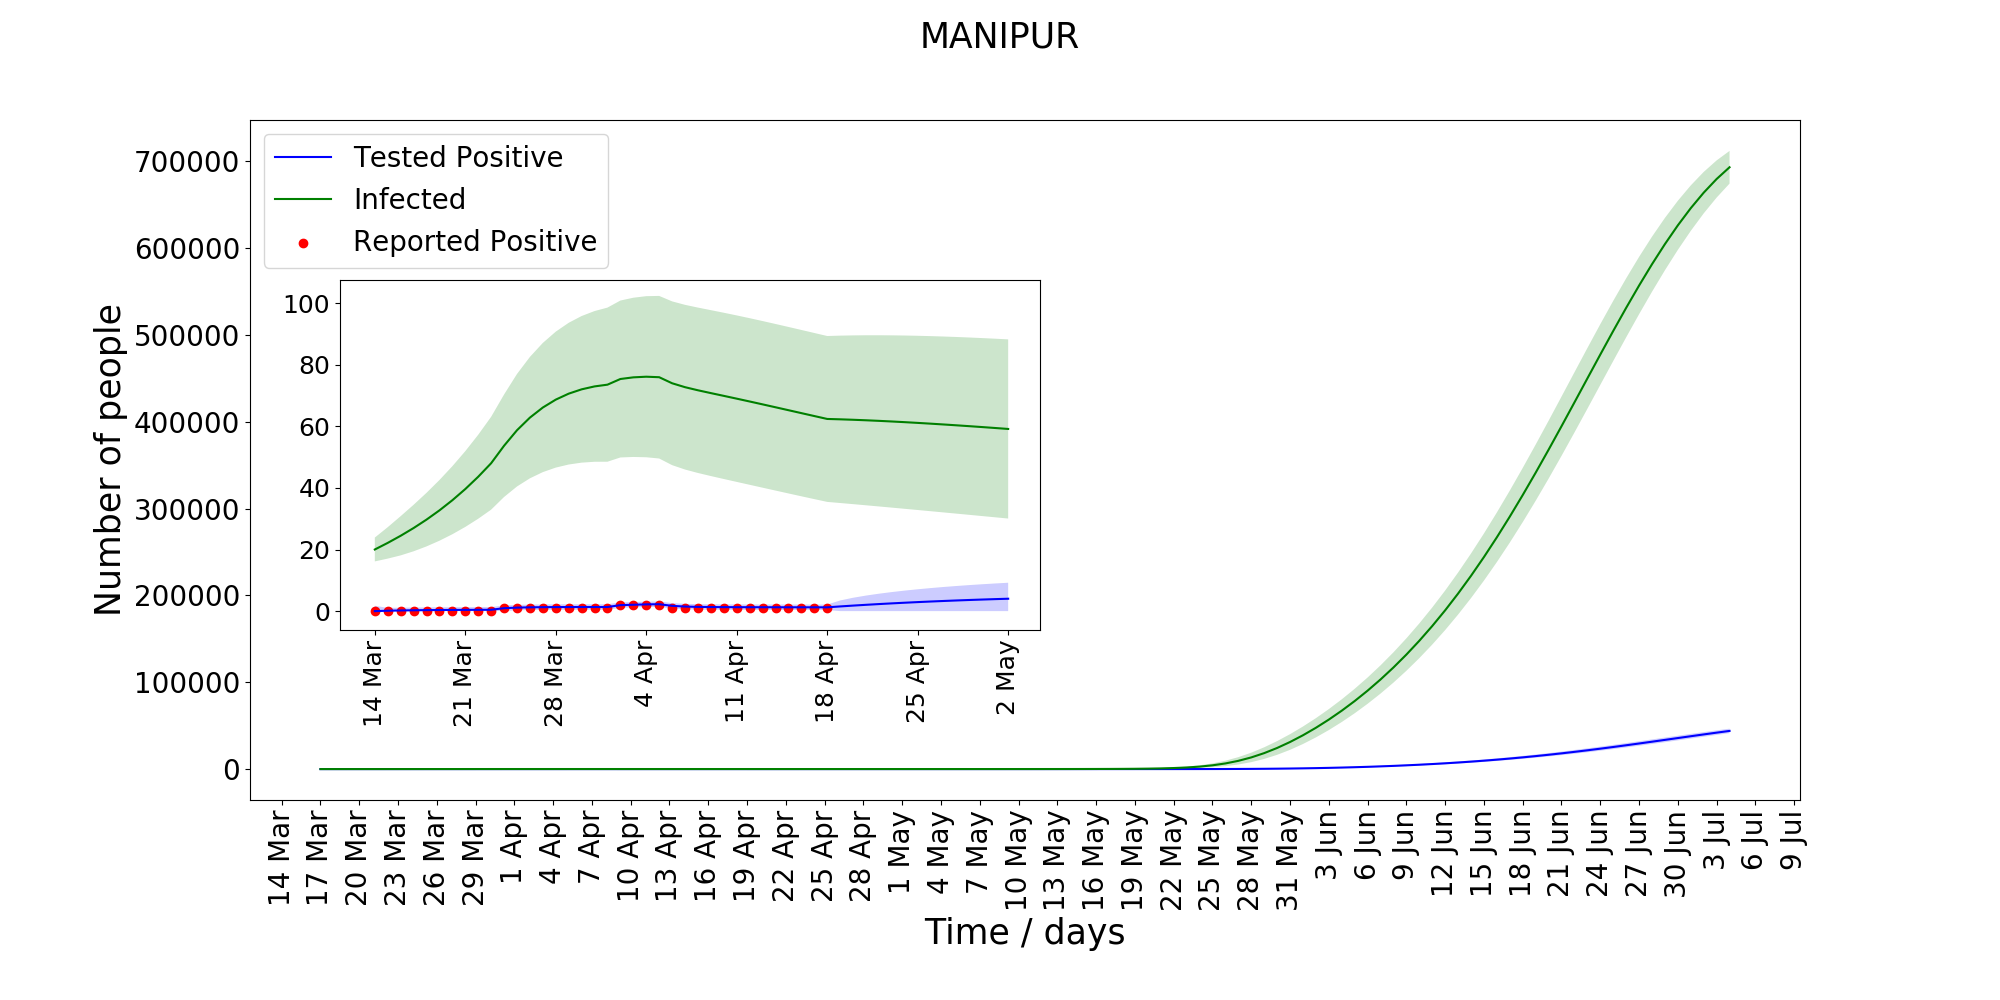 MANIPUR
Tested Positive
Infected
Reported Positive
Number of people
700000
600000
500000
400000
300000
200000
100000
0
100
80
60
40
20
0
14 Mar
21 Mar
28 Mar
4 Apr
11 Apr
18 Apr
25 Apr
2 May
14 Mar
17 Mar
20 Mar
23 Mar
26 Mar
29 Mar
1 Apr
4 Apr
7 Apr
10 Apr
13 Apr
16 Apr
19 Apr
22 Apr
25 Apr
28 Apr
1 May
4 May
7 May
10 May
13 May
16 May
19 May
22 May
25 May
28 May
31 May
3 Jun
6 Jun
9 Jun
12 Jun
15 Jun
18 Jun
21 Jun
24 Jun
27 Jun
30 Jun
3 Jul
6 Jul
9 Jul
Time / days